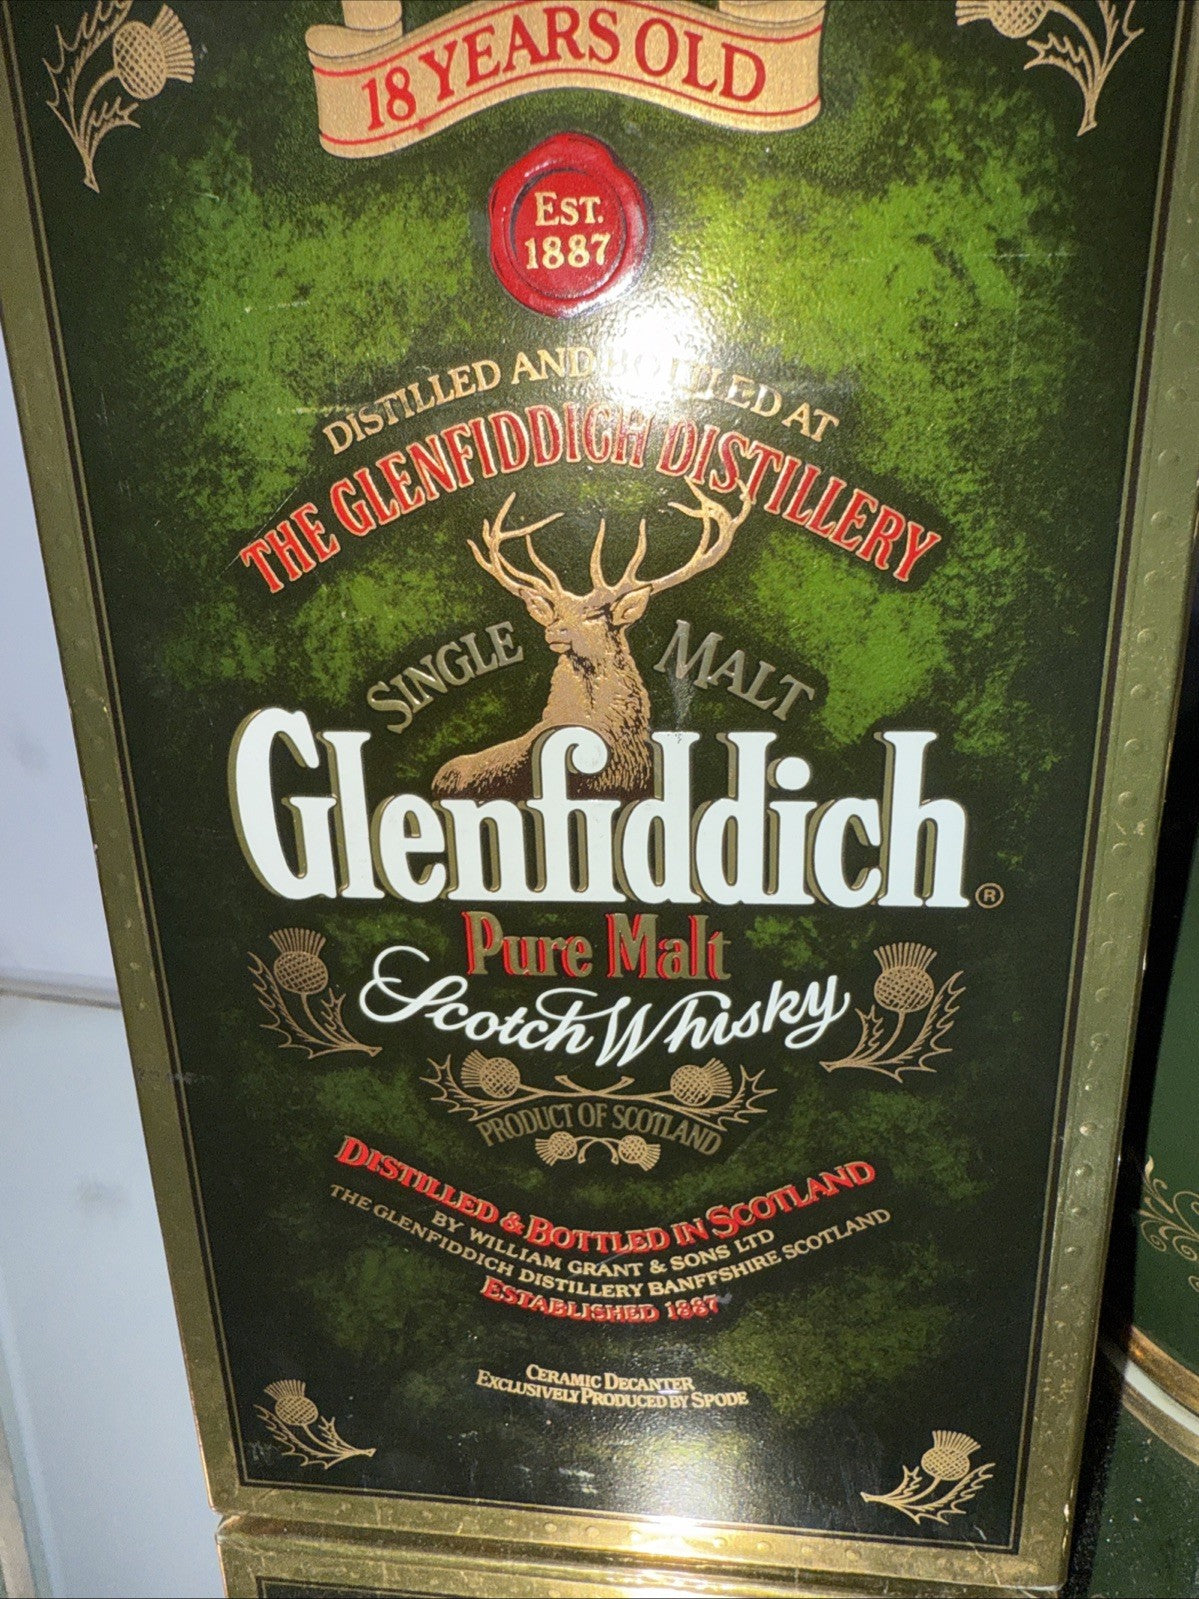 18 YEARS OLD
EST.
1887
DISTILLED AND BOTTLED AT
THE GLENFIDDICH DISTILLERY
SINGLE MALT
Glenfiddich ®
Pure Malt
Scotch Whisky
PRODUCT OF SCOTLAND
DISTILLED & BOTTLED IN SCOTLAND
BY WILLIAM GRANT & SONS LTD
THE GLENFIDDICH DISTILLERY BANFFSHIRE SCOTLAND
ESTABLISHED 1887
CERAMIC DECANTER
EXCLUSIVELY PRODUCED BY SPODE